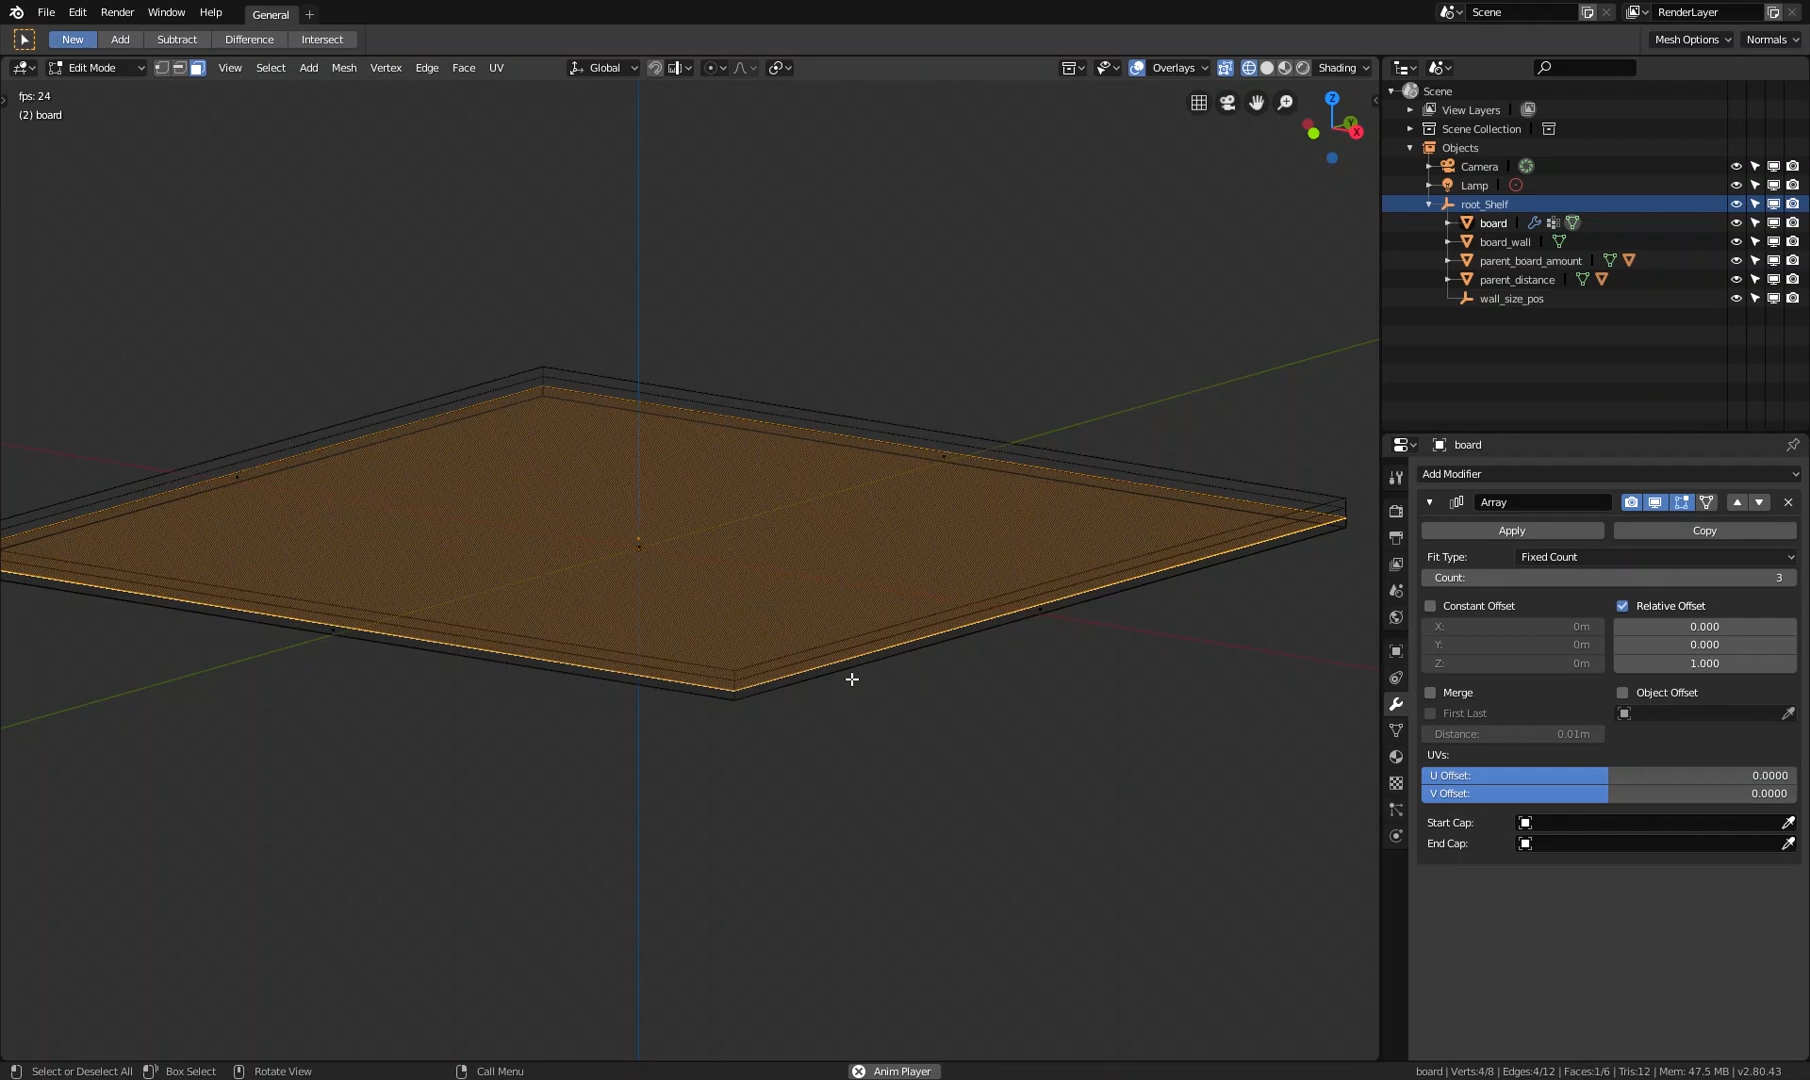 File Edit Render Window Help General + Scene RenderLayer
New Add Subtract Difference Intersect Mesh Options Normals
Edit Mode View Select Add Mesh Vertex Edge Face UV Global Overlays Shading
fps: 24
(2) board
Z
Y
X
Scene
View Layers
Scene Collection
Objects
Camera
Lamp
root_Shelf
board
board_wall
parent_board_amount
parent_distance
wall_size_pos
board
Add Modifier
Array
Apply Copy
Fit Type: Fixed Count
Count: 3
Constant Offset Relative Offset
X: 0m 0.000
Y: 0m 0.000
Z: 0m 1.000
Merge Object Offset
First Last
Distance: 0.01m
UVs:
U Offset: 0.0000
V Offset: 0.0000
Start Cap:
End Cap:
Select or Deselect All Box Select Rotate View Call Menu Anim Player board | Verts:4/8 | Edges:4/12 | Faces:1/6 | Tris:12 | Mem: 47.5 MB | v2.80.43